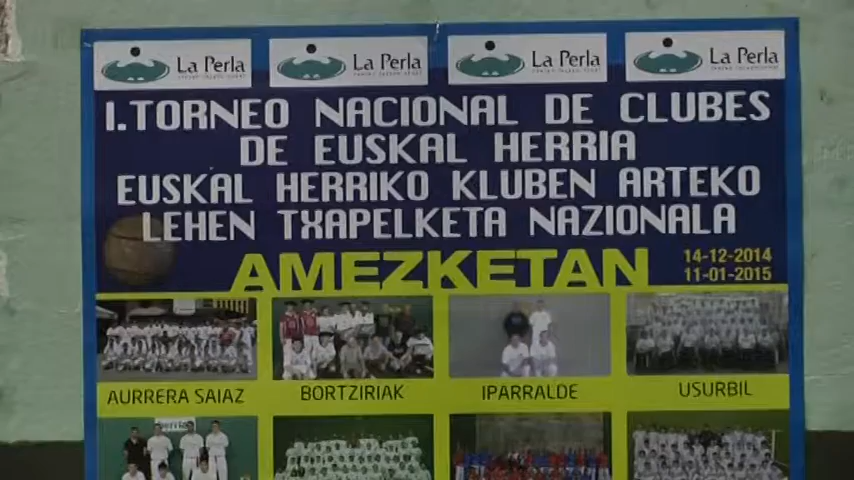 La Perla La Perla La Perla La Perla
I. TORNEO NACIONAL DE CLUBES
DE EUSKAL HERRIA
EUSKAL HERRIKO KLUBEN ARTEKO
LEHEN TXAPELKETA NAZIONALA
AMEZKETAN
14-12-2014
11-01-2015
AURRERA SAIAZ BORTZIRIAK IPARRALDE USURBIL